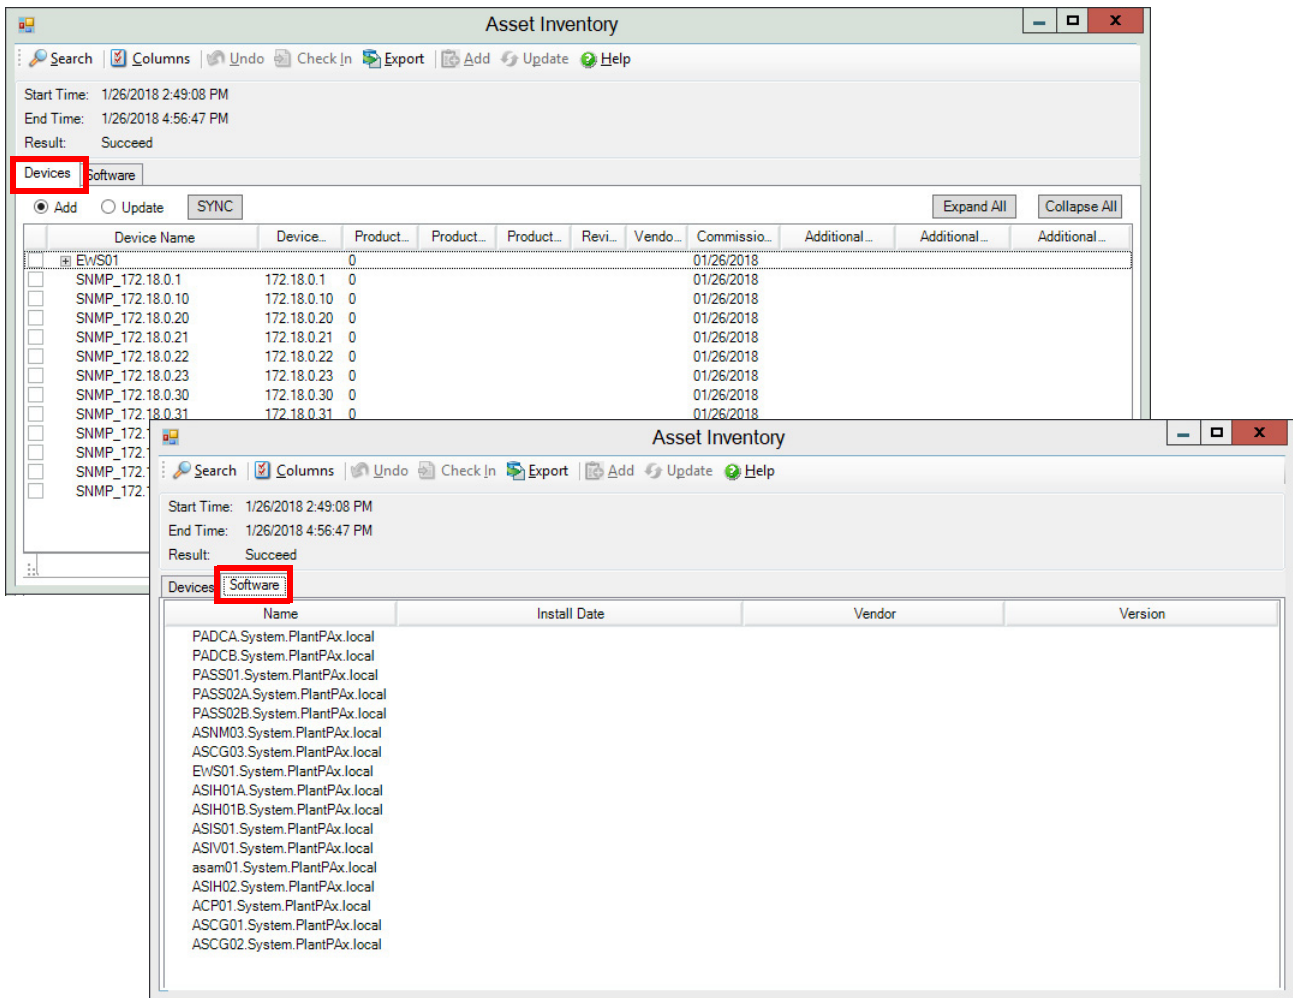 Asset Inventory
Search Columns Undo Check In Export Add Update Help
Start Time: 1/26/2018 2:49:08 PM
End Time: 1/26/2018 4:56:47 PM
Result: Succeed
Devices Software
Add Update SYNC Expand All Collapse All
Device Name Device... Product... Product... Product... Revi... Vendo... Commissio... Additional... Additional... Additional...
EWS01 0 01/26/2018
SNMP_172.18.0.1 172.18.0.1 0 01/26/2018
SNMP_172.18.0.10 172.18.0.10 0 01/26/2018
SNMP_172.18.0.20 172.18.0.20 0 01/26/2018
SNMP_172.18.0.21 172.18.0.21 0 01/26/2018
SNMP_172.18.0.22 172.18.0.22 0 01/26/2018
SNMP_172.18.0.23 172.18.0.23 0 01/26/2018
SNMP_172.18.0.30 172.18.0.30 0 01/26/2018
SNMP_172.18.0.31 172.18.0.31 0 01/26/2018
SNMP_172.1
SNMP_172.1
SNMP_172.1
SNMP_172.1
Asset Inventory
Search Columns Undo Check In Export Add Update Help
Start Time: 1/26/2018 2:49:08 PM
End Time: 1/26/2018 4:56:47 PM
Result: Succeed
Devices Software
Name Install Date Vendor Version
PADCA.System.PlantPAx.local
PADCB.System.PlantPAx.local
PASS01.System.PlantPAx.local
PASS02A.System.PlantPAx.local
PASS02B.System.PlantPAx.local
ASNM03.System.PlantPAx.local
ASCG03.System.PlantPAx.local
EWS01.System.PlantPAx.local
ASIH01A.System.PlantPAx.local
ASIH01B.System.PlantPAx.local
ASIS01.System.PlantPAx.local
ASIV01.System.PlantPAx.local
asam01.System.PlantPAx.local
ASIH02.System.PlantPAx.local
ACP01.System.PlantPAx.local
ASCG01.System.PlantPAx.local
ASCG02.System.PlantPAx.local